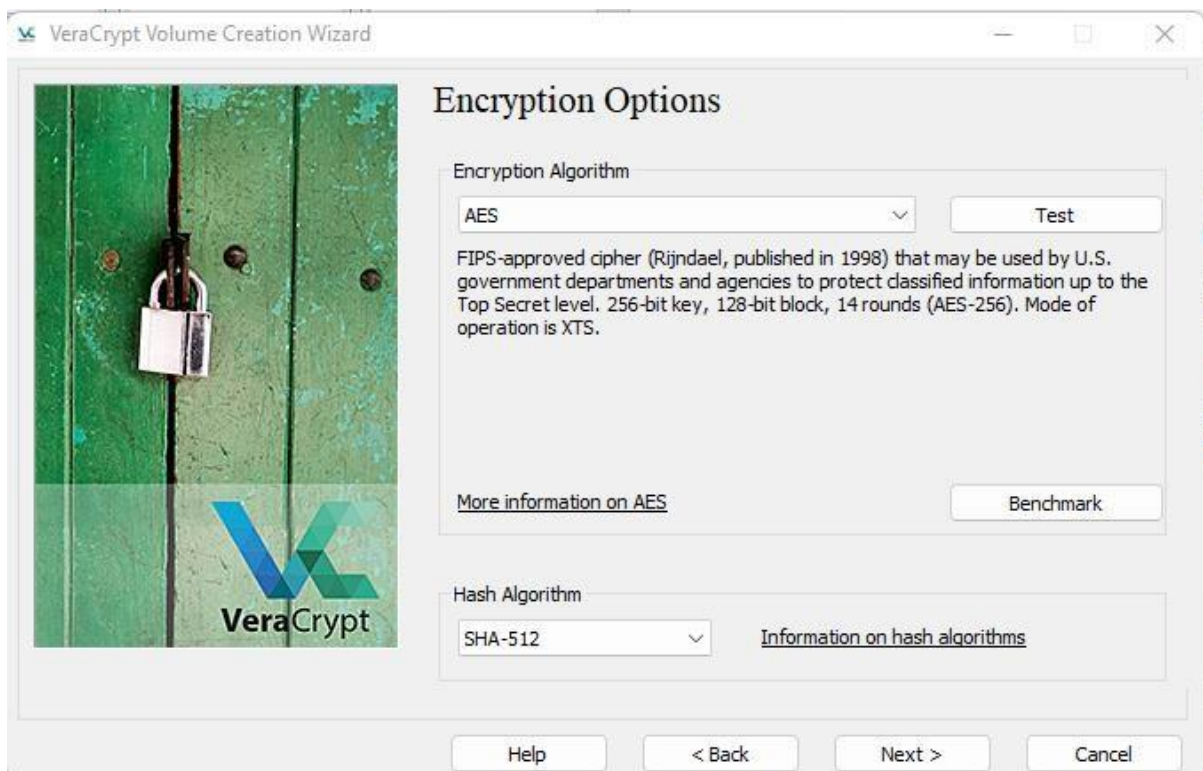 VeraCrypt Volume Creation Wizard
Encryption Options
Encryption Algorithm
AES
Test
FIPS-approved cipher (Rijndael, published in 1998) that may be used by U.S.
government departments and agencies to protect classified information up to the
Top Secret level. 256-bit key, 128-bit block, 14 rounds (AES-256). Mode of
operation is XTS.
More information on AES
Benchmark
VeraCrypt
Hash Algorithm
SHA-512
Information on hash algorithms
Help
< Back
Next >
Cancel